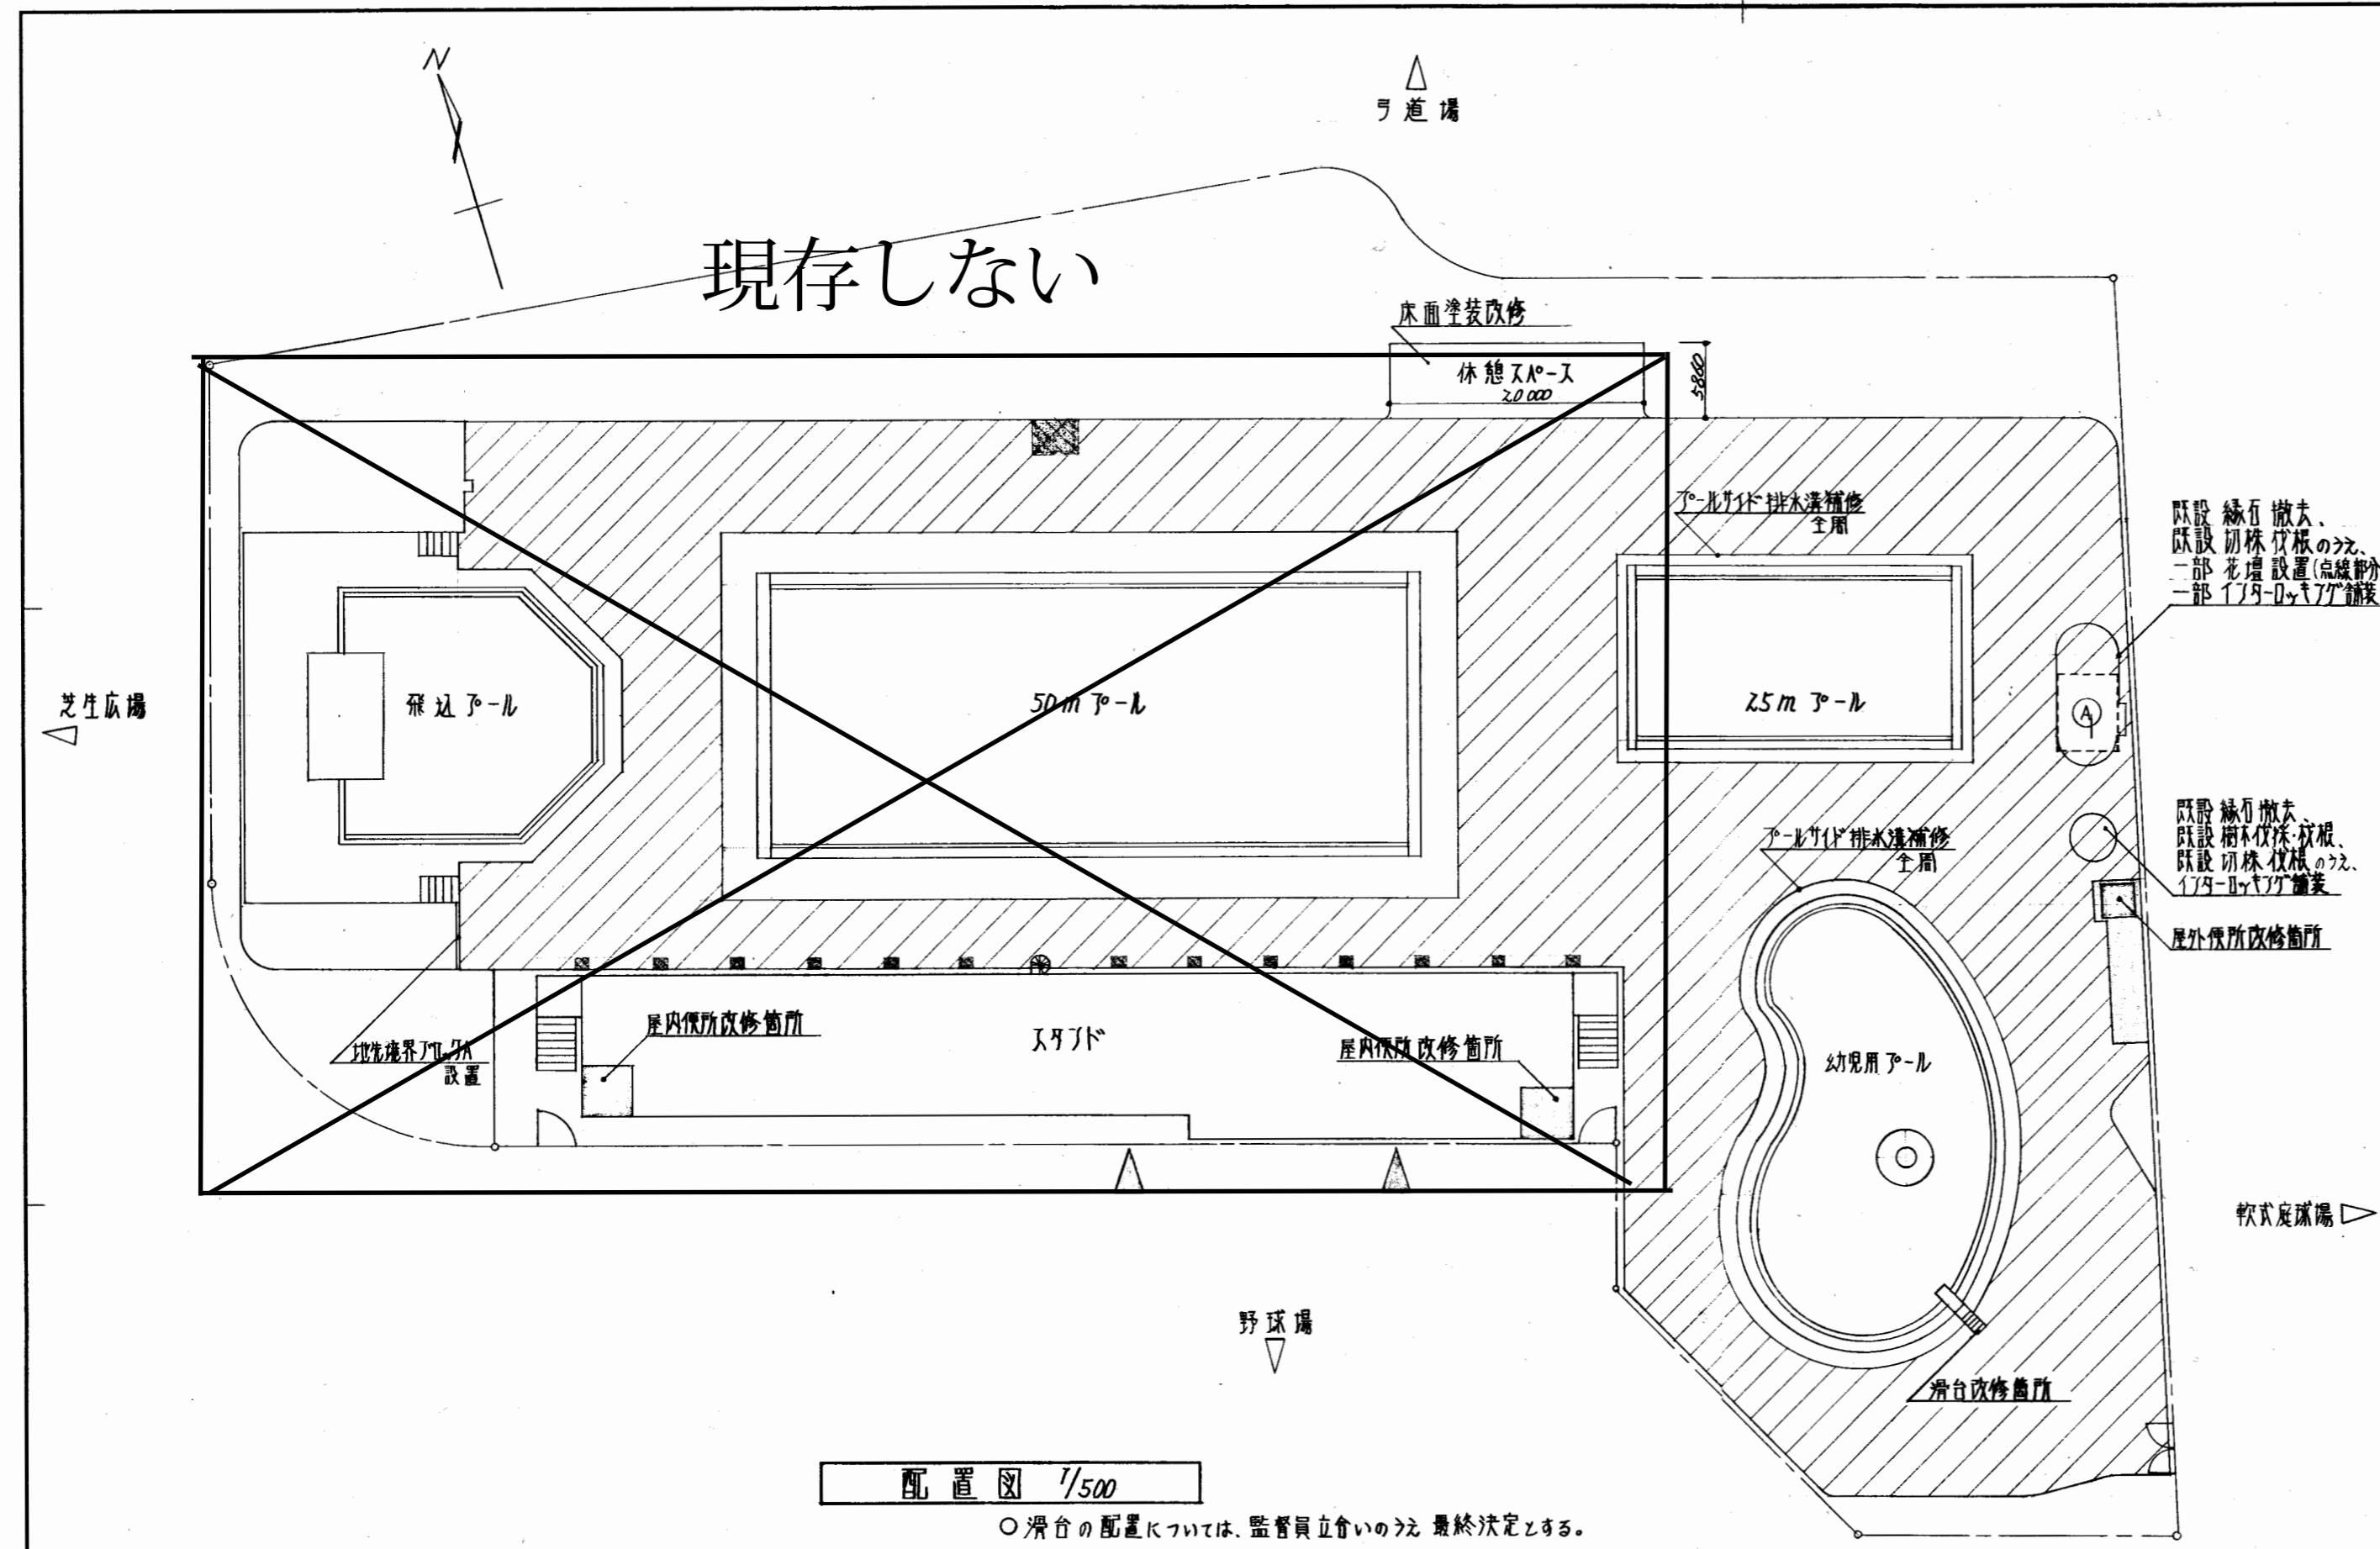 N
弓道場
現存しない
床面塗装改修
休憩スペース
20000
5860
プールサイド排水溝補修
全周
既設 縁石 撤去、
既設 切株 伐根のうえ、
一部 花壇 設置(点線部分
一部 インターロッキング舗装
芝生広場
飛込プール
50m プール
25m プール
A
プールサイド排水溝補修
全周
既設 縁石 撤去、
既設 樹木伐採・伐根、
既設 切株 伐根のうえ、
インターロッキング舗装
屋外便所改修箇所
屋内便所改修箇所
スタンド
屋内便所改修箇所
地先境界ブロックA
設置
幼児用プール
軟式庭球場
野球場
滑台改修箇所
配置図 1/500
○滑台の配置については、監督員立合いのうえ 最終決定とする。